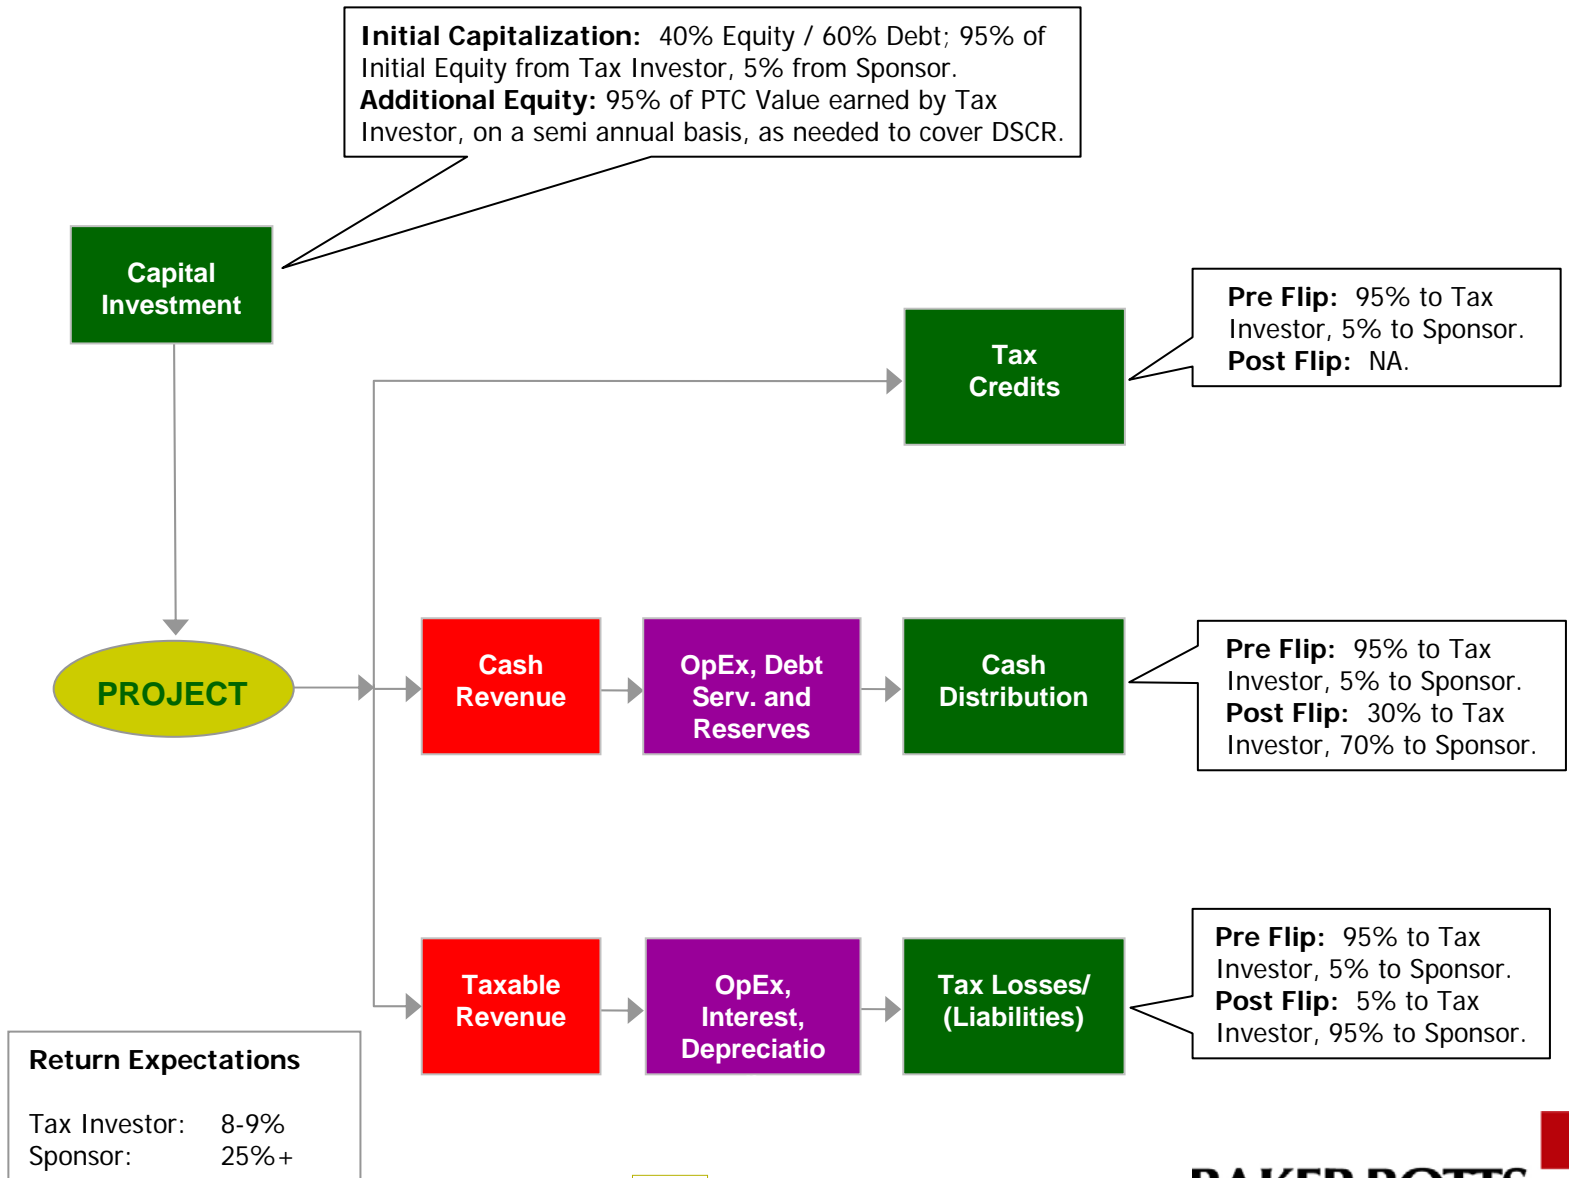 Initial Capitalization: 40% Equity / 60% Debt; 95% of
Initial Equity from Tax Investor, 5% from Sponsor.
Additional Equity: 95% of PTC Value earned by Tax
Investor, on a semi annual basis, as needed to cover DSCR.
Capital
Investment
Tax
Credits
Pre Flip: 95% to Tax
Investor, 5% to Sponsor.
Post Flip: NA.
PROJECT
Cash
Revenue
OpEx, Debt
Serv. and
Reserves
Cash
Distribution
Pre Flip: 95% to Tax
Investor, 5% to Sponsor.
Post Flip: 30% to Tax
Investor, 70% to Sponsor.
Taxable
Revenue
OpEx,
Interest,
Depreciatio
Tax Losses/
(Liabilities)
Pre Flip: 95% to Tax
Investor, 5% to Sponsor.
Post Flip: 5% to Tax
Investor, 95% to Sponsor.
Return Expectations
Tax Investor: 8-9%
Sponsor: 25%+
BAKER BOTTS